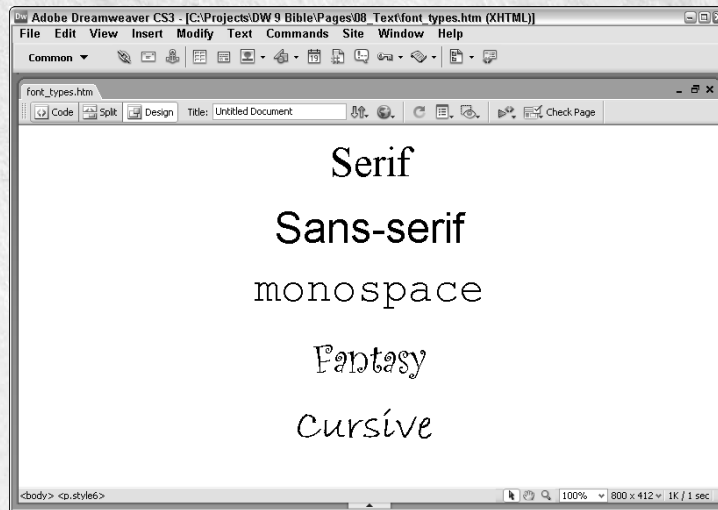 Adobe Dreamweaver CS3 - [C:\Projects\DW 9 Bible\Pages\08_Text\font_types.htm (XHTML)]
File Edit View Insert Modify Text Commands Site Window Help
Common
font_types.htm
Code Split Design Title: Untitled Document Check Page
Serif
Sans-serif
monospace
Fantasy
Cursive
<body> <p.style6> 100% 800 x 412 1K / 1 sec